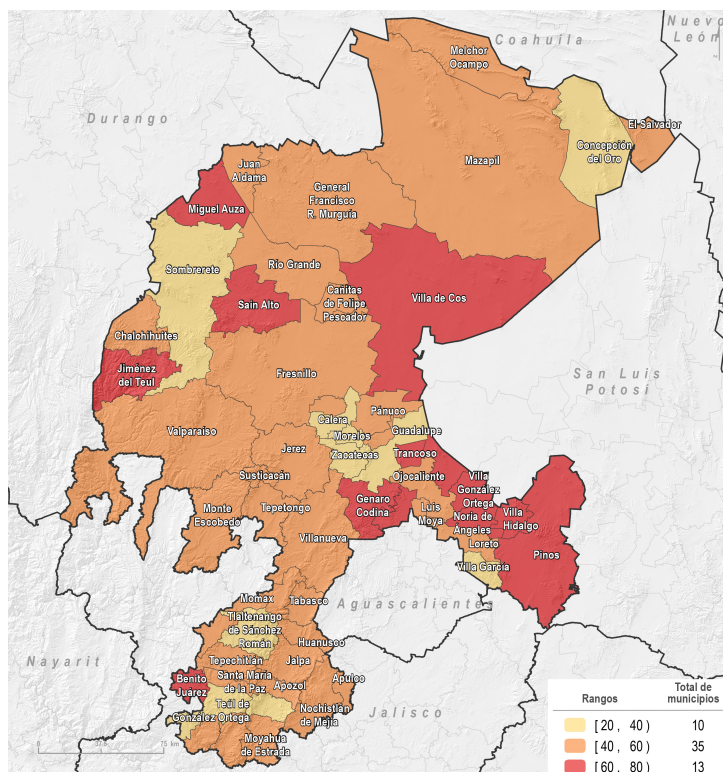 Nuevo
León
Coahuila
Melchor
Ocampo
Durango
El Salvador
Concepción
del Oro
Juan
Aldama
Mazapil
General
Francisco
R. Murguía
Miguel Auza
Sombrerete
Río Grande
Cañitas
de Felipe
Pescador
Villa de Cos
Sain Alto
Chalchihuites
Jiménez
del Teul
Fresnillo
San Luis
Potosí
Pánuco
Calera
Morelos
Guadalupe
Valparaíso
Jerez
Zacatecas
Trancoso
Susticacán
Ojocaliente
Villa
González
Ortega
Genaro
Codina
Monte
Escobedo
Tepetongo
Luis
Moya
Noria de
Ángeles
Villa
Hidalgo
Villanueva
Loreto
Pinos
Villa García
Momax
Tabasco
Aguascalientes
Tlaltenango
de Sánchez
Román
Huanusco
Nayarit
Tepechitlán
Jalpa
Benito
Juárez
Santa María
de la Paz
Apozol
Apulco
Teúl de
González Ortega
Nochistlán
de Mejía
Jalisco
Moyahua
de Estrada
0 37.5 75 km
Rangos Total de
municipios
[ 20 , 40 ) 10
[ 40 , 60 ) 35
[ 60 , 80 ) 13